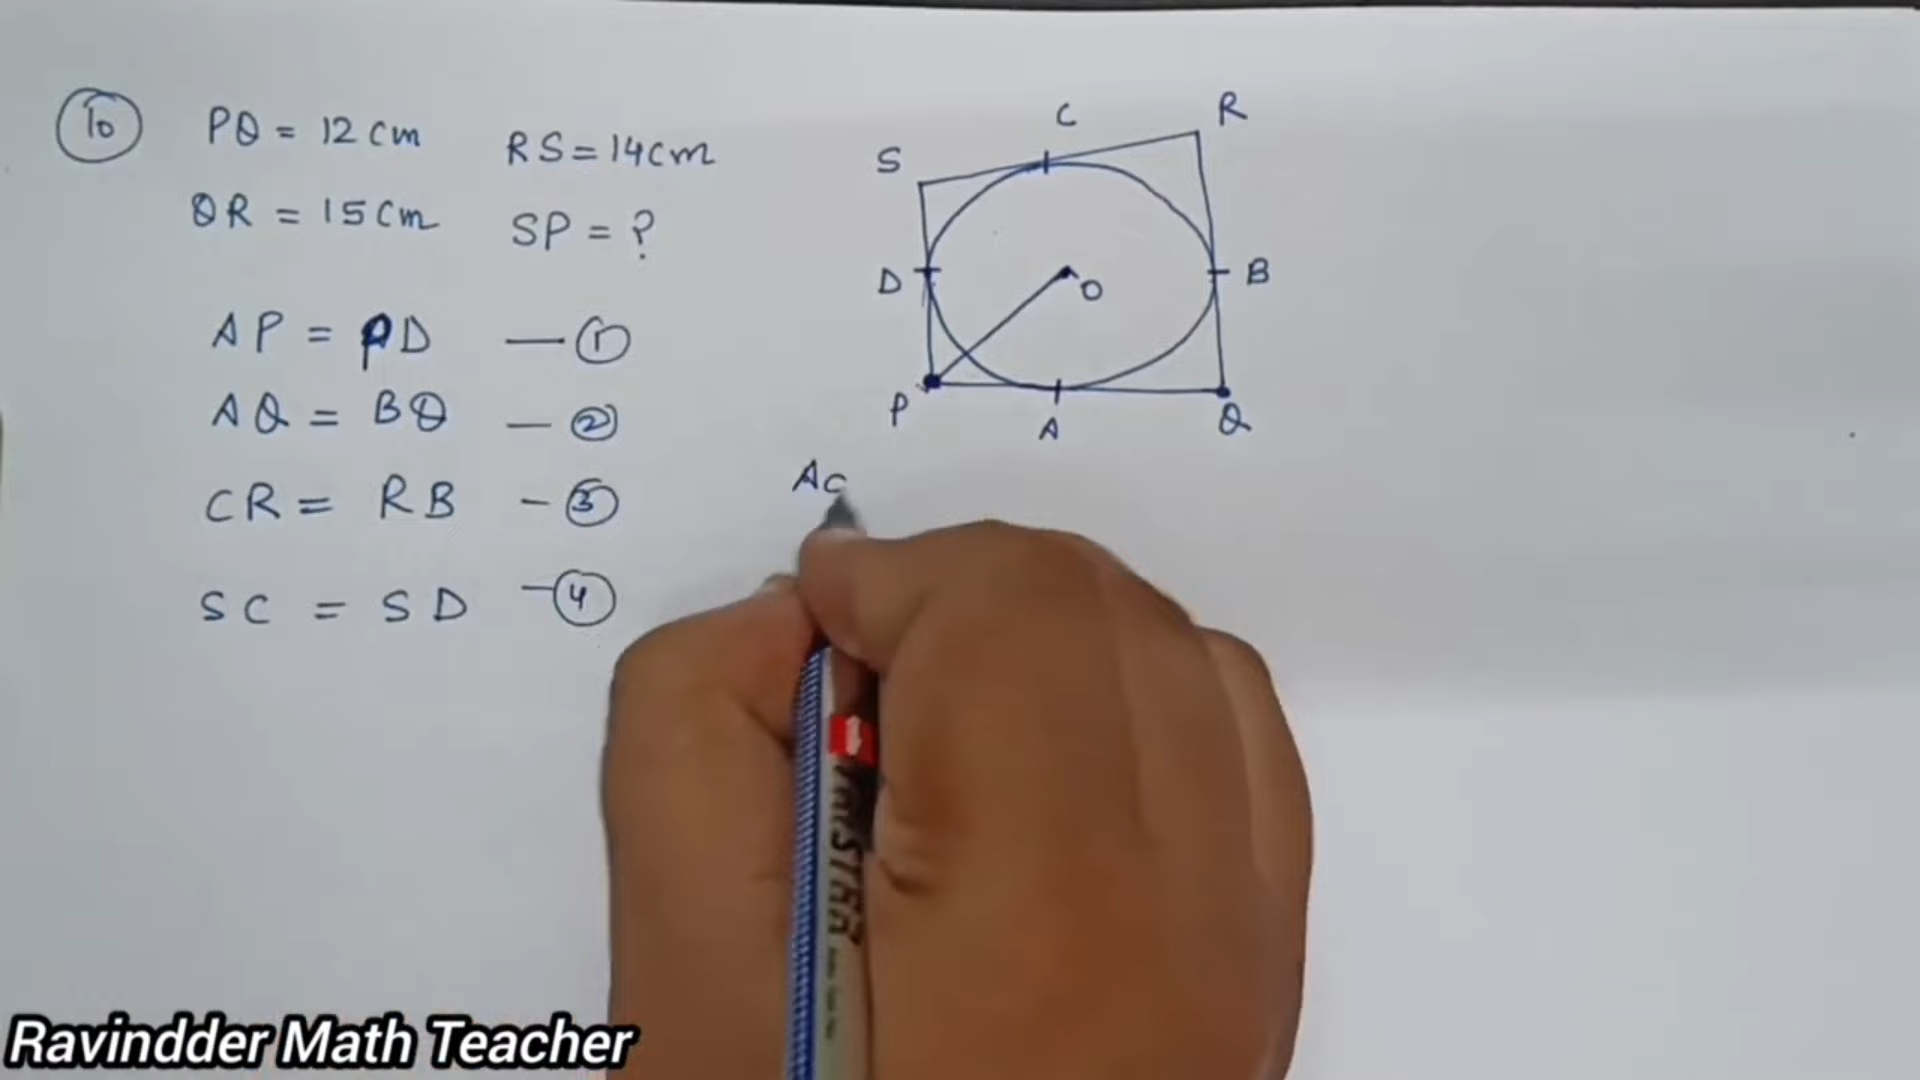 10
PQ = 12 cm RS = 14 cm
QR = 15 cm SP = ?
AP = PD — 1
AQ = BQ — 2
CR = RB - 3
SC = SD - 4
C R
S
D O B
P A Q
Ad
Ravindder Math Teacher